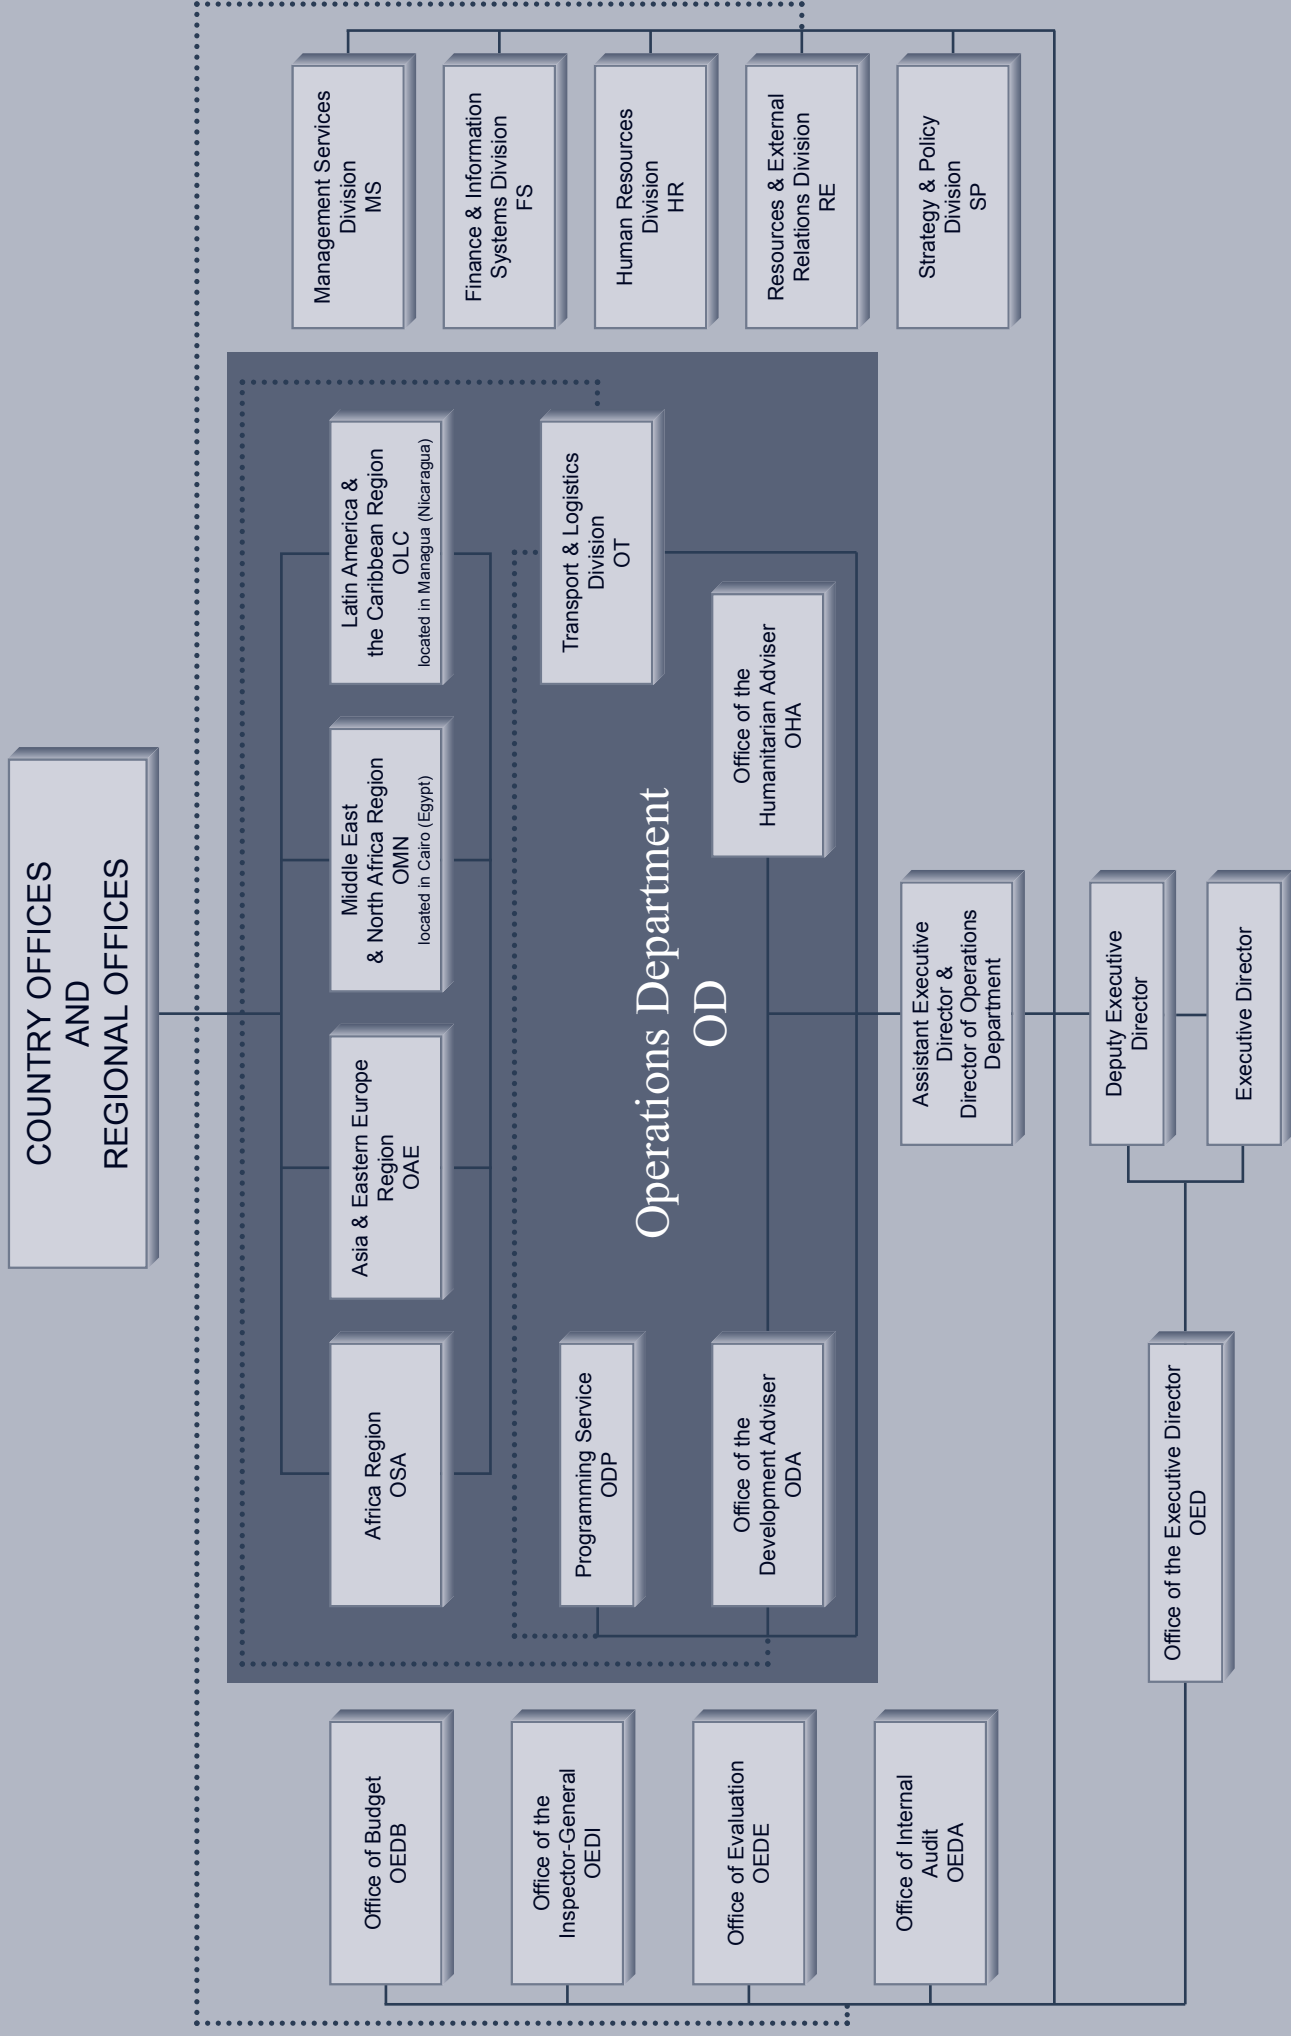 COUNTRY OFFICES
AND
REGIONAL OFFICES
Office of Budget
OEDB
Office of the
Inspector-General
OEDI
Office of Evaluation
OEDE
Office of Internal
Audit
OEDA
Africa Region
OSA
Asia & Eastern Europe
Region
OAE
Middle East
& North Africa Region
OMN
located in Cairo (Egypt)
Latin America &
the Caribbean Region
OLC
located in Managua (Nicaragua)
Programming Service
ODP
Transport & Logistics
Division
OT
Operations Department
OD
Office of the
Development Adviser
ODA
Office of the
Humanitarian Adviser
OHA
Management Services
Division
MS
Finance & Information
Systems Division
FS
Human Resources
Division
HR
Resources & External
Relations Division
RE
Strategy & Policy
Division
SP
Assistant Executive
Director &
Director of Operations
Department
Deputy Executive
Director
Office of the Executive Director
OED
Executive Director